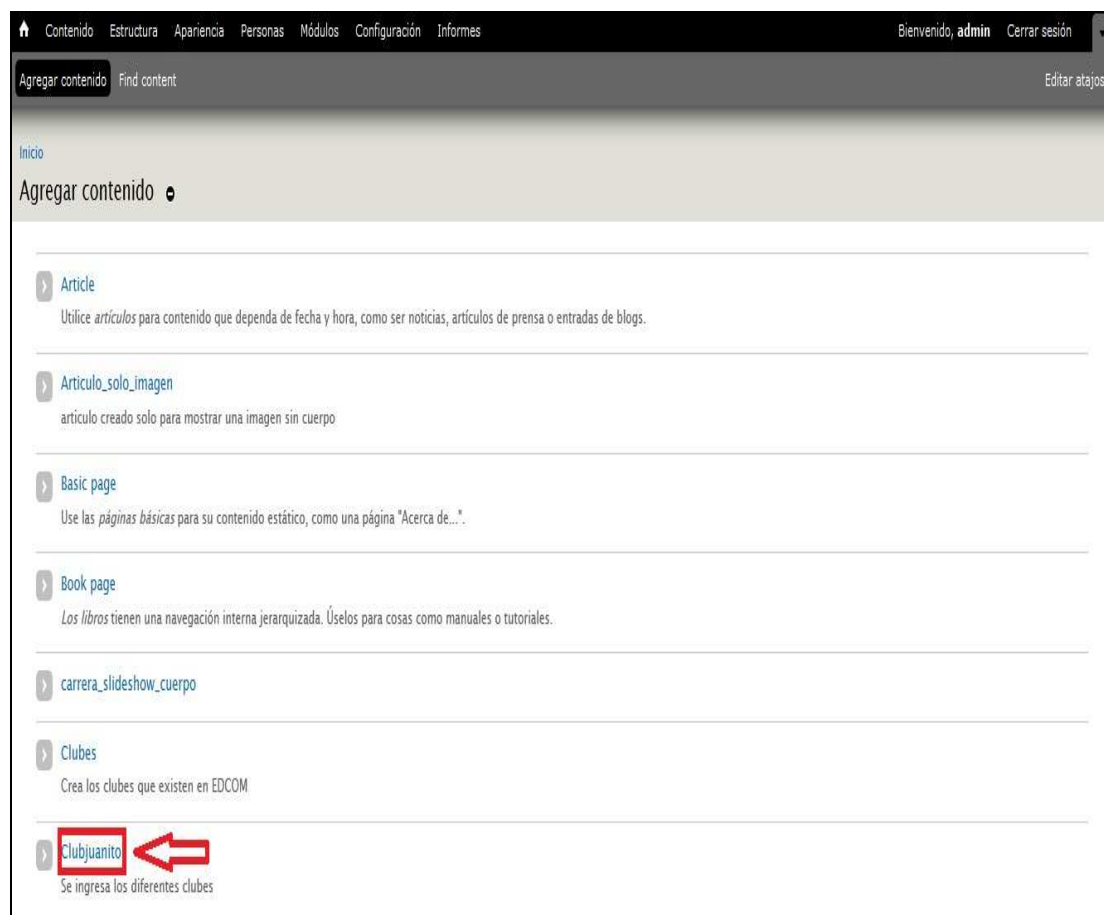 Contenido Estructura Apariencia Personas Módulos Configuración Informes Bienvenido, admin Cerrar sesión
Agregar contenido Find content Editar atajos
Inicio
Agregar contenido
Article
Utilice artículos para contenido que dependa de fecha y hora, como ser noticias, artículos de prensa o entradas de blogs.
Articulo_solo_imagen
articulo creado solo para mostrar una imagen sin cuerpo
Basic page
Use las páginas básicas para su contenido estático, como una página "Acerca de...".
Book page
Los libros tienen una navegación interna jerarquizada. Úselos para cosas como manuales o tutoriales.
carrera_slideshow_cuerpo
Clubes
Crea los clubes que existen en EDCOM
Clubjuanito
Se ingresa los diferentes clubes